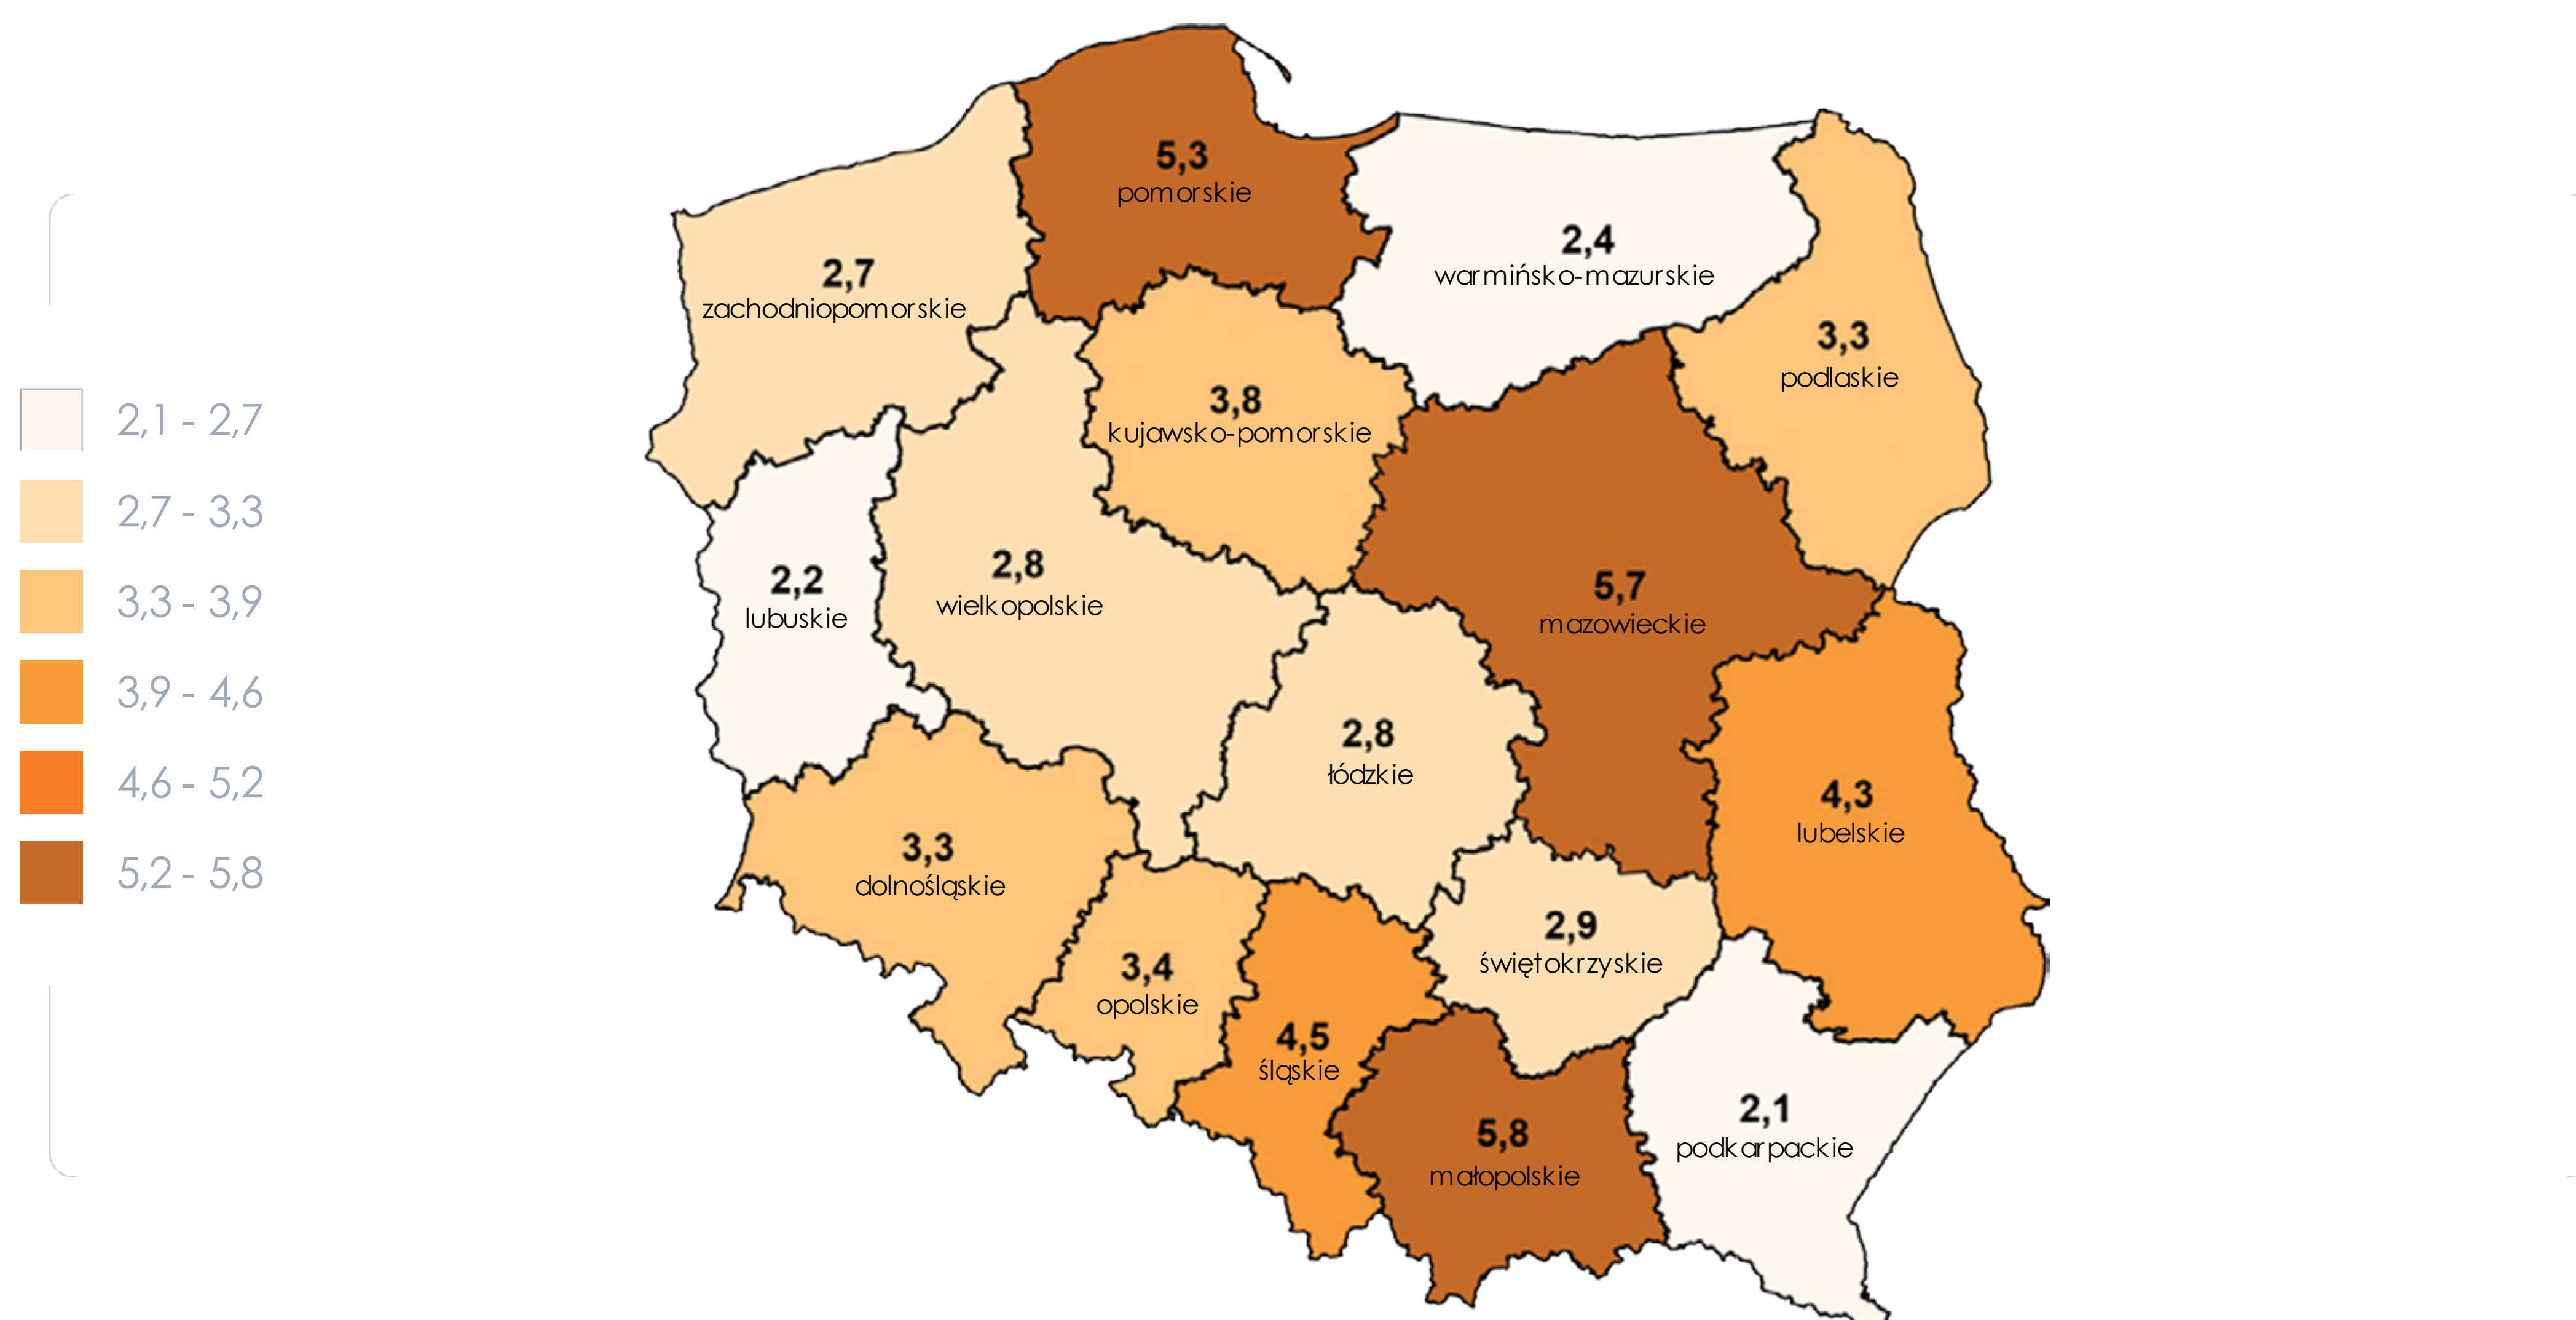 5,3
pomorskie
2,4
warmińsko-mazurskie
2,7
zachodniopomorskie
3,3
podlaskie
3,8
kujawsko-pomorskie
2,1 - 2,7
2,7 - 3,3
3,3 - 3,9
3,9 - 4,6
4,6 - 5,2
5,2 - 5,8
2,2
lubuskie
2,8
wielkopolskie
5,7
mazowieckie
2,8
łódzkie
4,3
lubelskie
3,3
dolnośląskie
3,4
opolskie
2,9
świętokrzyskie
4,5
śląskie
5,8
małopolskie
2,1
podkarpackie